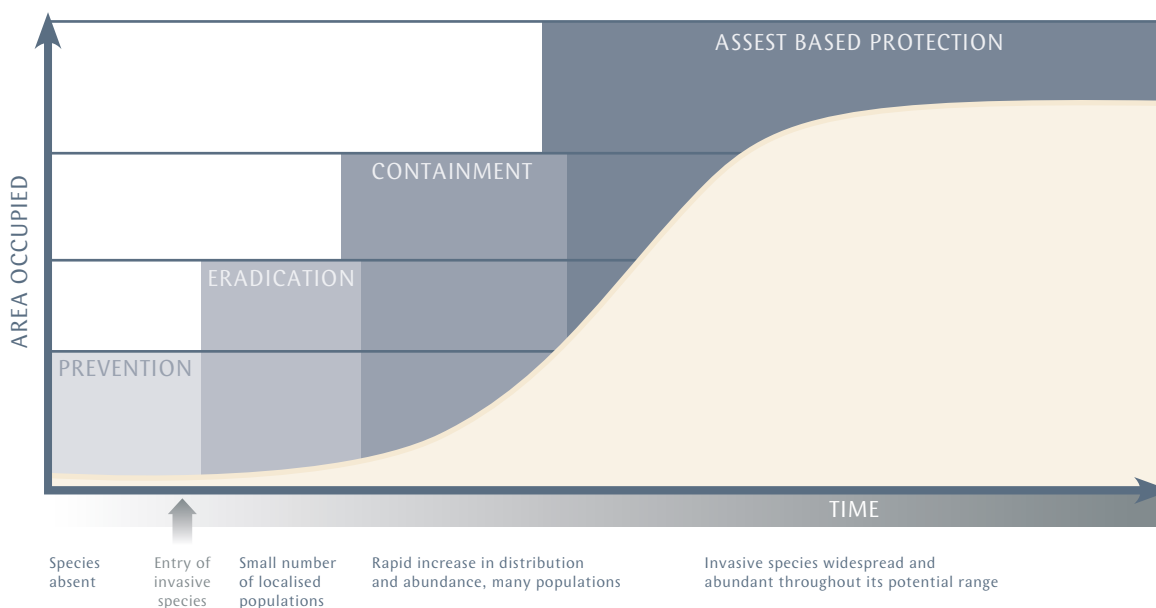 ASSEST BASED PROTECTION
CONTAINMENT
ERADICATION
PREVENTION
AREA OCCUPIED
TIME
Species
absent
Entry of
invasive
species
Small number
of localised
populations
Rapid increase in distribution
and abundance, many populations
Invasive species widespread and
abundant throughout its potential range